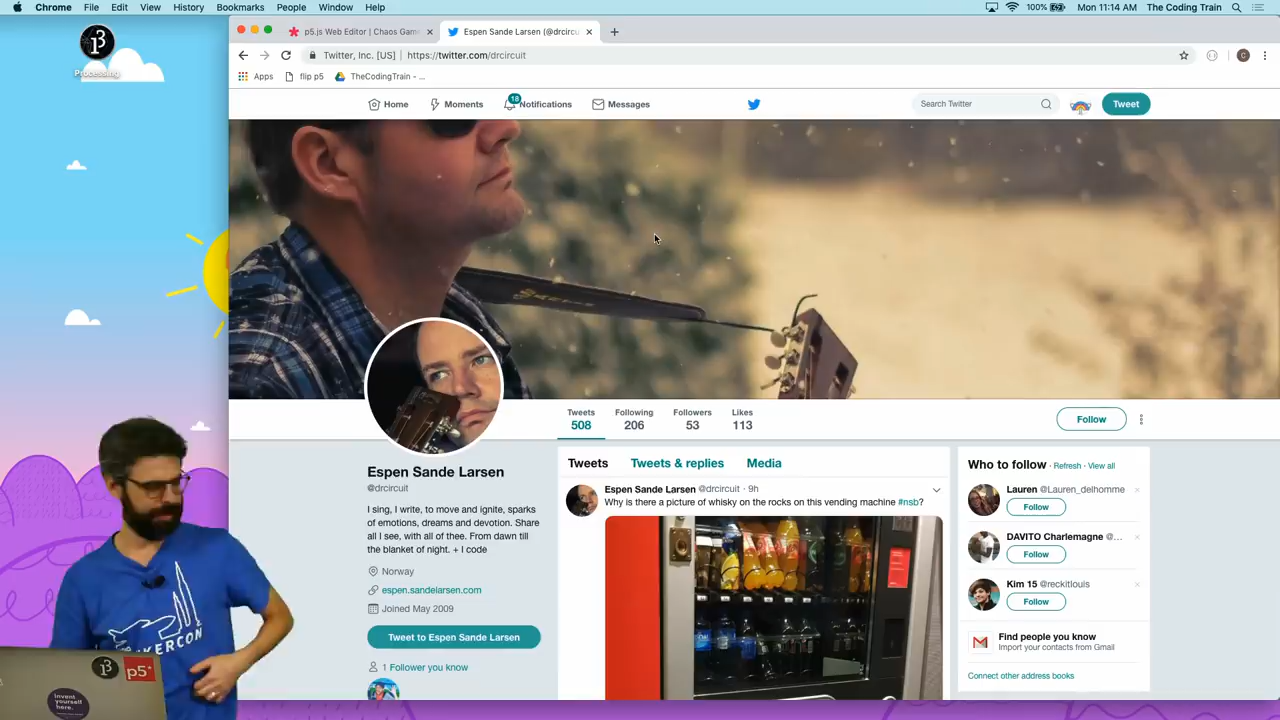 Chrome File Edit View History Bookmarks People Window Help 100% Mon 11:14 AM The Coding Train
Processing
p5.js Web Editor | Chaos Gam
Espen Sande Larsen (@drcircu
Twitter, Inc. [US] | https://twitter.com/drcircuit
Apps flip p5 TheCodingTrain - ...
Home Moments 18 Notifications Messages Search Twitter Tweet
Tweets Following Followers Likes
508 206 53 113
Follow
Espen Sande Larsen
@drcircuit
I sing, I write, to move and ignite, sparks
of emotions, dreams and devotion. Share
all I see, with all of thee. From dawn till
the blanket of night. + I code
Norway
espen.sandelarsen.com
Joined May 2009
Tweet to Espen Sande Larsen
1 Follower you know
Tweets Tweets & replies Media
Espen Sande Larsen @drcircuit · 9h
Why is there a picture of whisky on the rocks on this vending machine #nsb?
Who to follow · Refresh · View all
Lauren @Lauren_delhomme
Follow
DAVITO Charlemagne @...
Follow
Kim 15 @reckitlouis
Follow
Find people you know
Import your contacts from Gmail
Connect other address books
p5*
Invent
yourself
here.